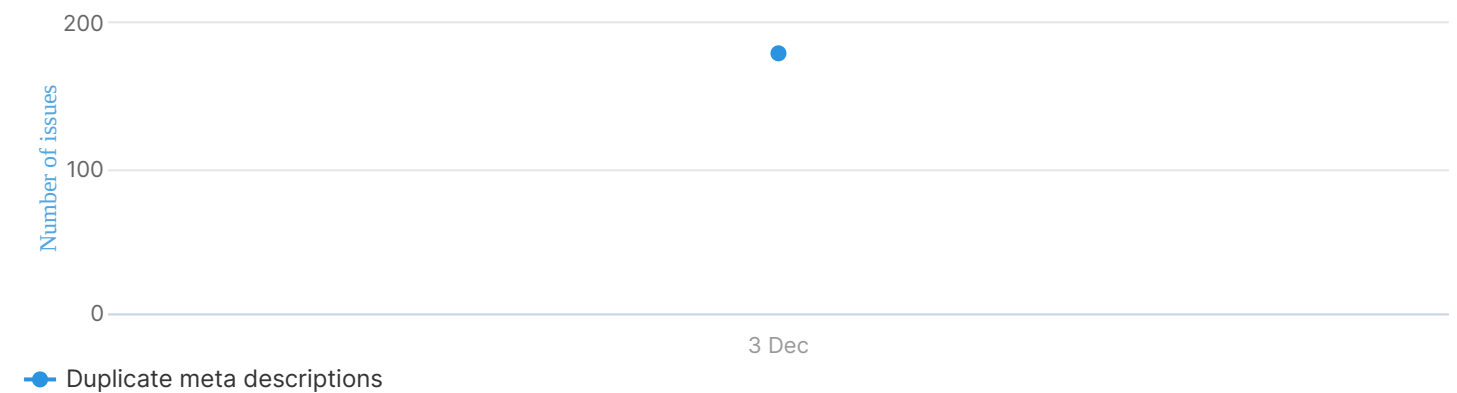 200
Number of issues
100
0
3 Dec
Duplicate meta descriptions